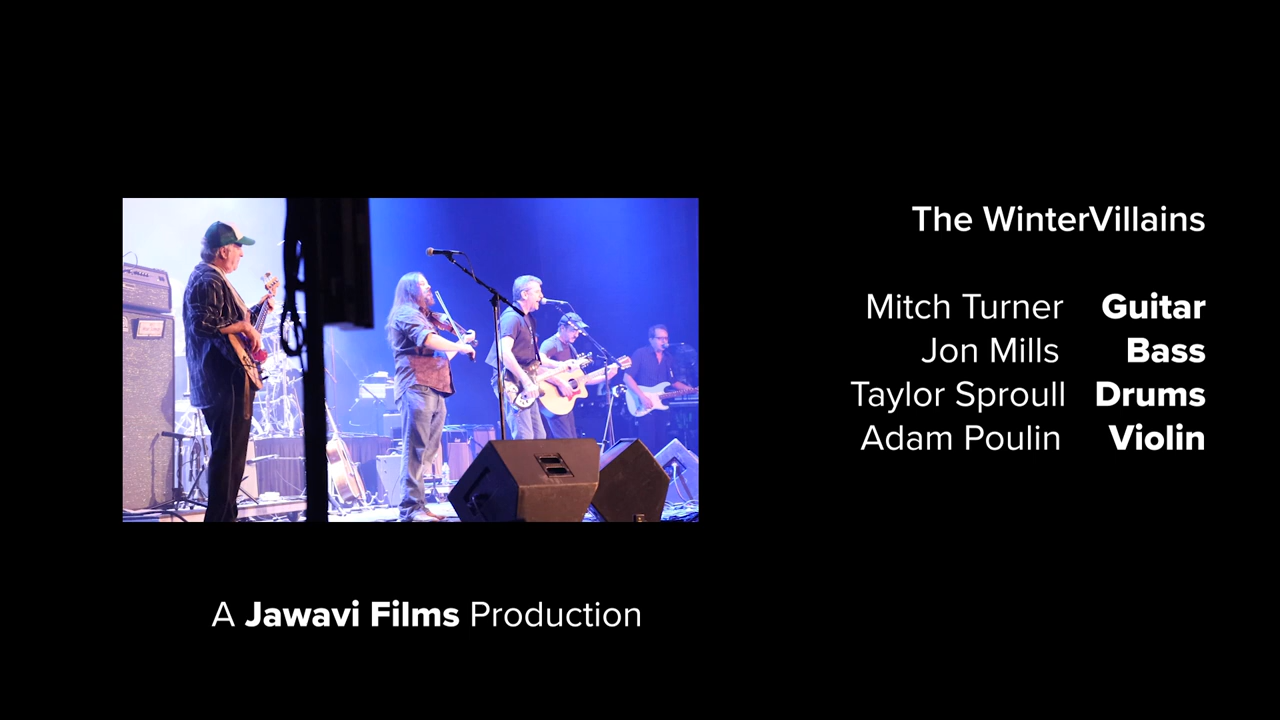 The WinterVillains
Mitch Turner Guitar
Jon Mills Bass
Taylor Sproull Drums
Adam Poulin Violin
A Jawavi Films Production